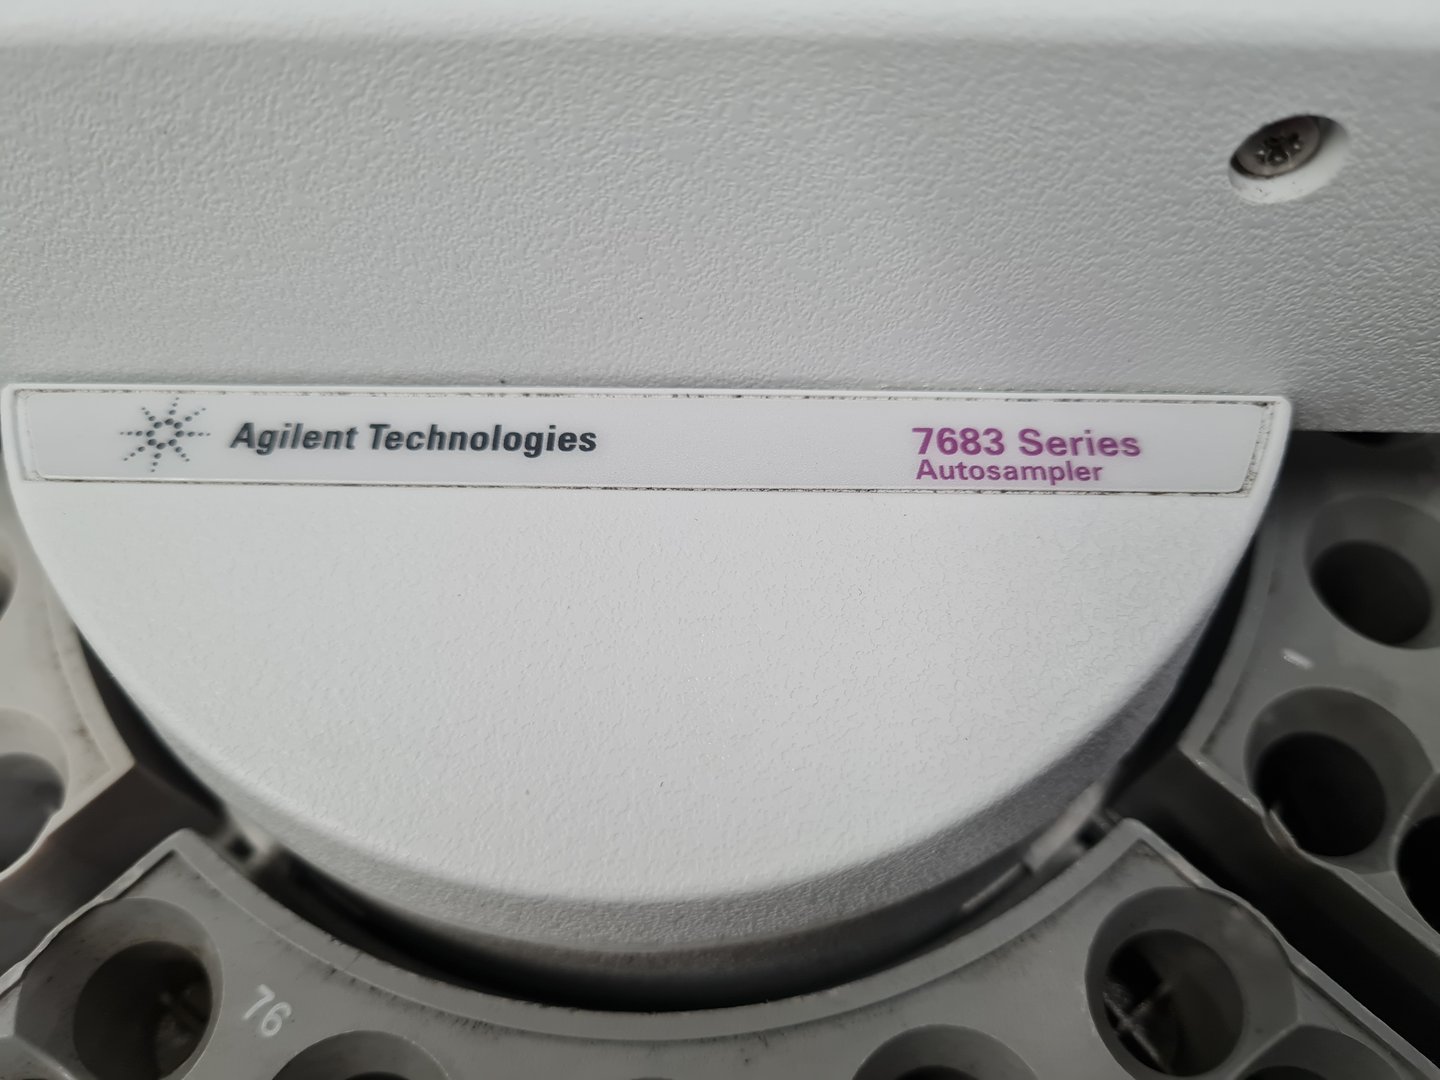 Agilent Technologies
7683 Series
Autosampler
76